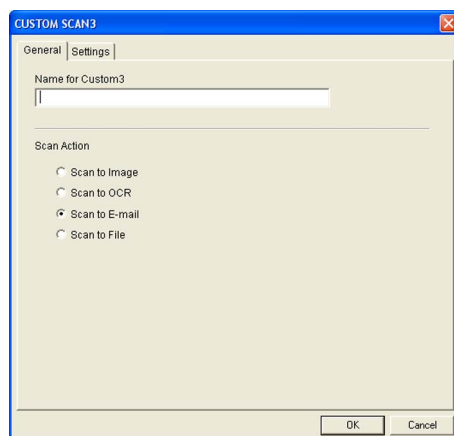 CUSTOM SCAN3
General Settings
Name for Custom3
Scan Action
Scan to Image
Scan to OCR
Scan to E-mail
Scan to File
OK Cancel